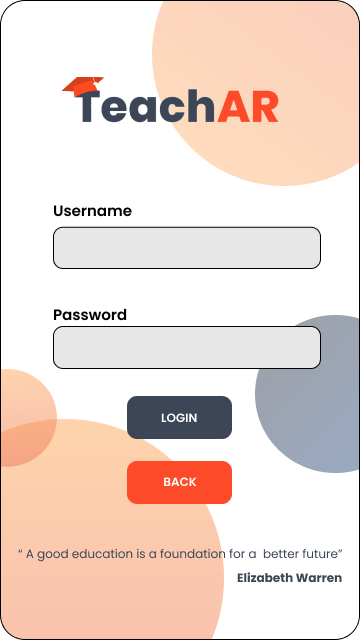 TeachAR
Username
Password
LOGIN
BACK
“ A good education is a foundation for a  better future”
Elizabeth Warren